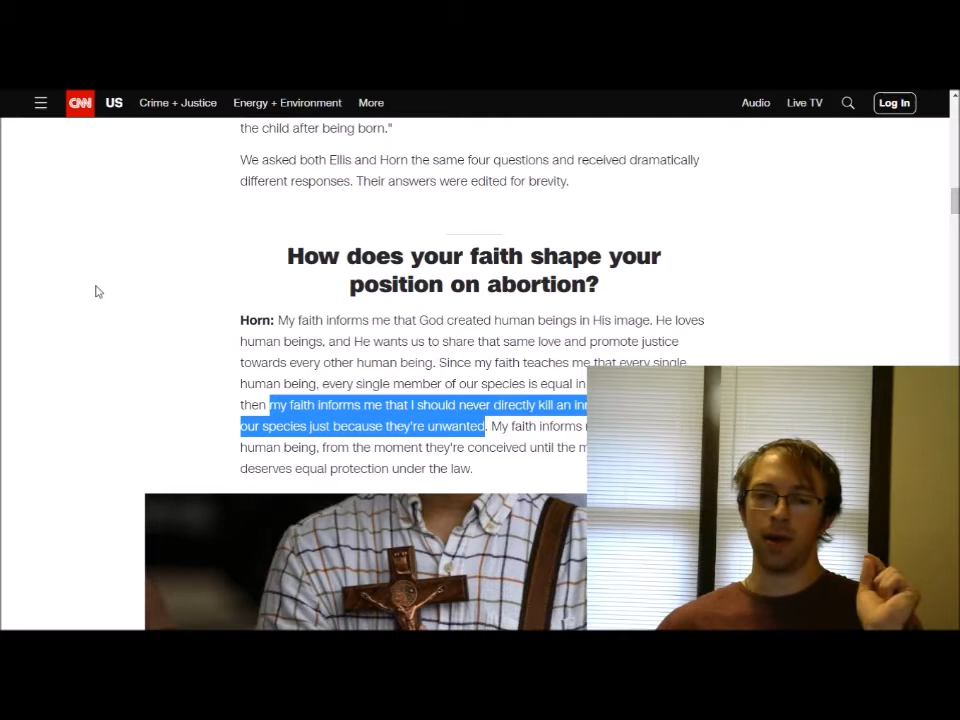 CNN US Crime + Justice Energy + Environment More Audio Live TV Log In
the child after being born."
We asked both Ellis and Horn the same four questions and received dramatically
different responses. Their answers were edited for brevity.
How does your faith shape your
position on abortion?
Horn: My faith informs me that God created human beings in His image. He loves
human beings, and He wants us to share that same love and promote justice
towards every other human being. Since my faith teaches me that every single
human being, every single member of our species is equal in
then my faith informs me that I should never directly kill an
our species just because they're unwanted. My faith informs
human being, from the moment they're conceived until the
deserves equal protection under the law.